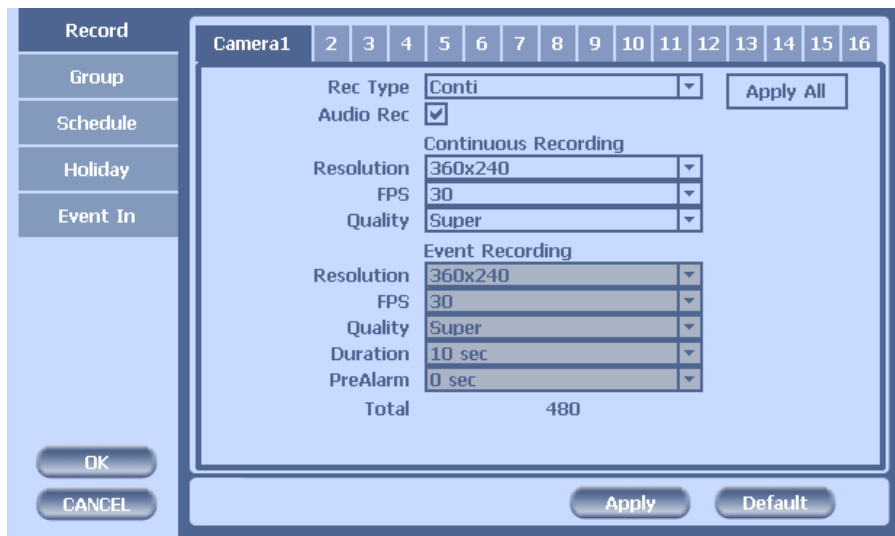 Record
Group
Schedule
Holiday
Event In
OK
CANCEL
Camera1 2 3 4 5 6 7 8 9 10 11 12 13 14 15 16
Rec Type Conti Apply All
Audio Rec
Continuous Recording
Resolution 360x240
FPS 30
Quality Super
Event Recording
Resolution 360x240
FPS 30
Quality Super
Duration 10 sec
PreAlarm 0 sec
Total 480
Apply Default